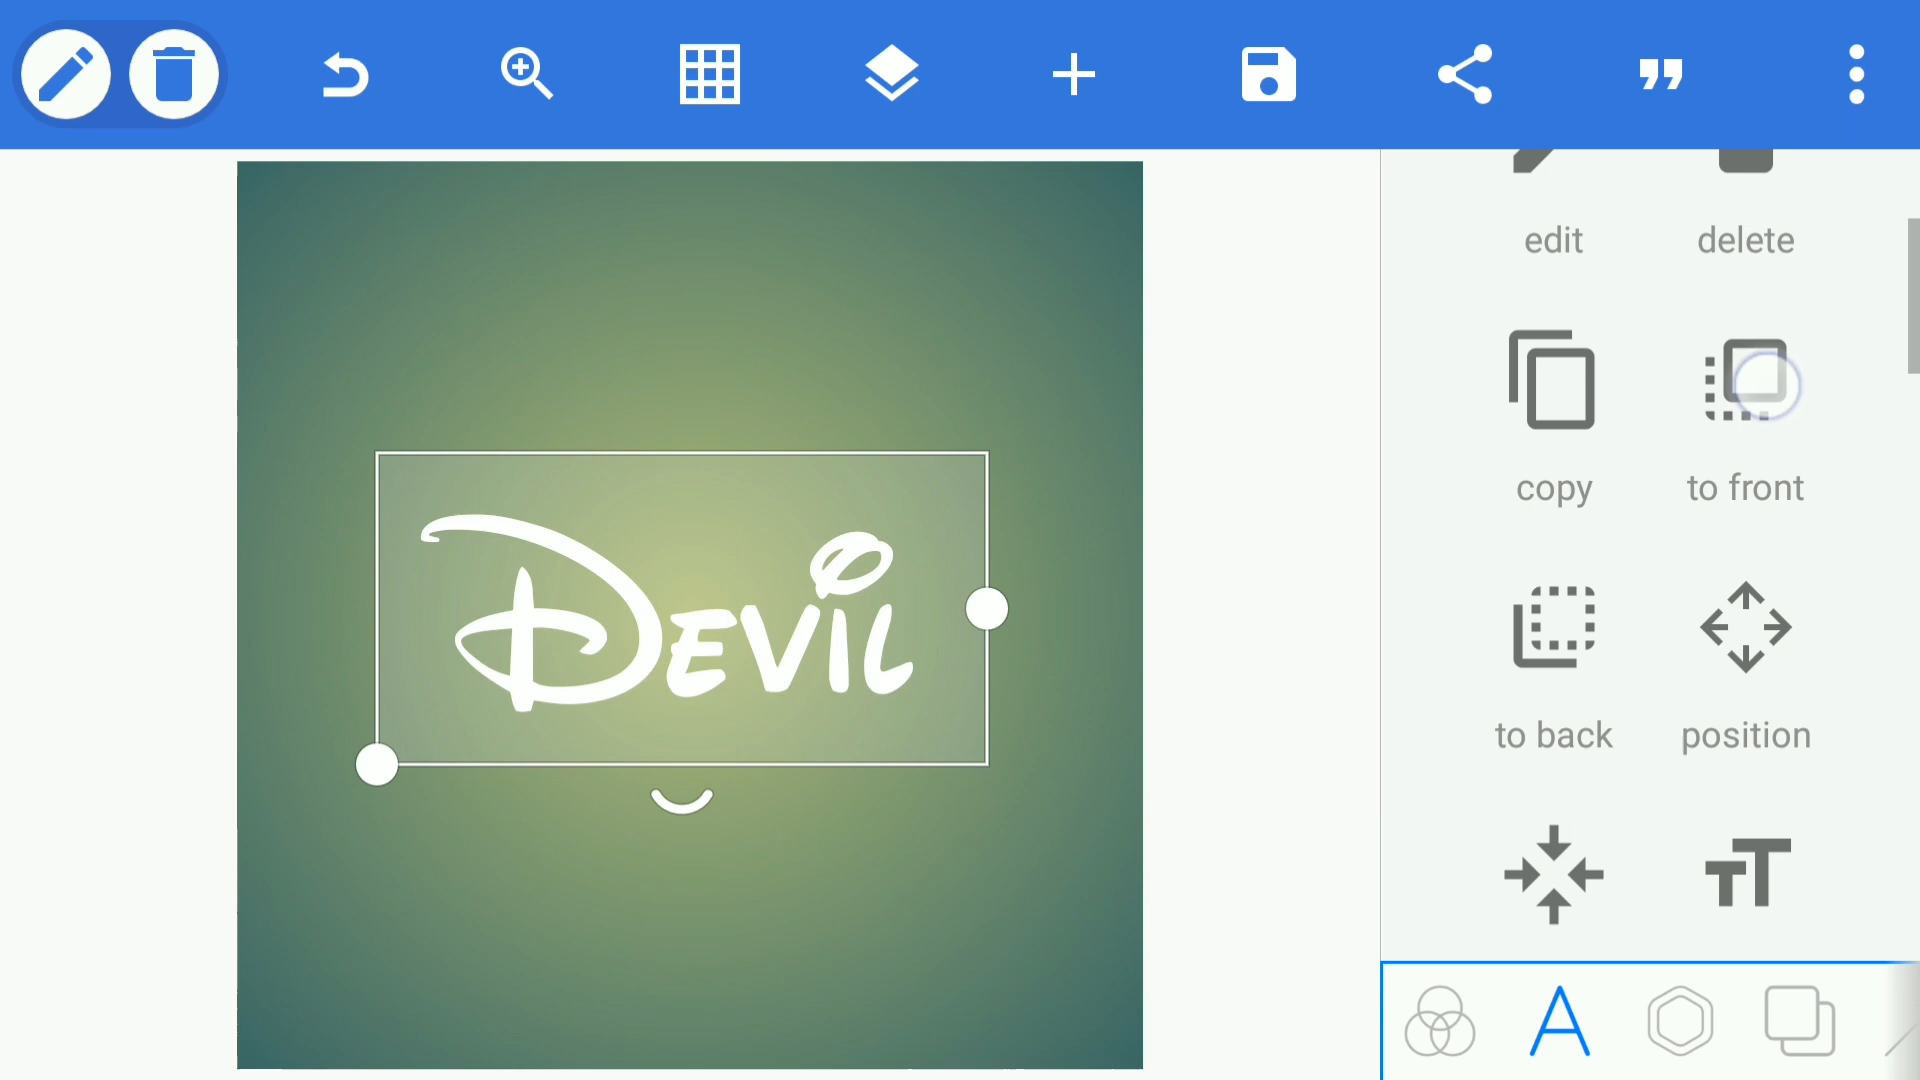 edit
delete
copy
to front
DEVIL
to back
position